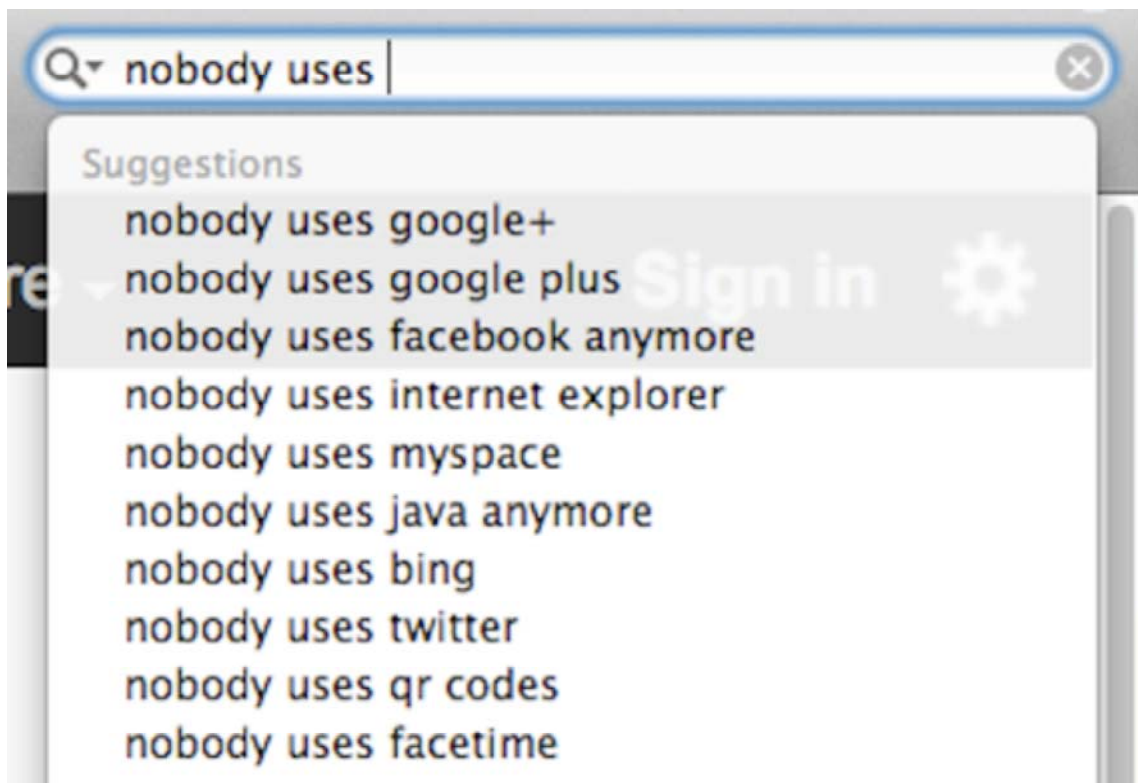 nobody uses
Suggestions
nobody uses google+
nobody uses google plus
re Sign in
nobody uses facebook anymore
nobody uses internet explorer
nobody uses myspace
nobody uses java anymore
nobody uses bing
nobody uses twitter
nobody uses qr codes
nobody uses facetime